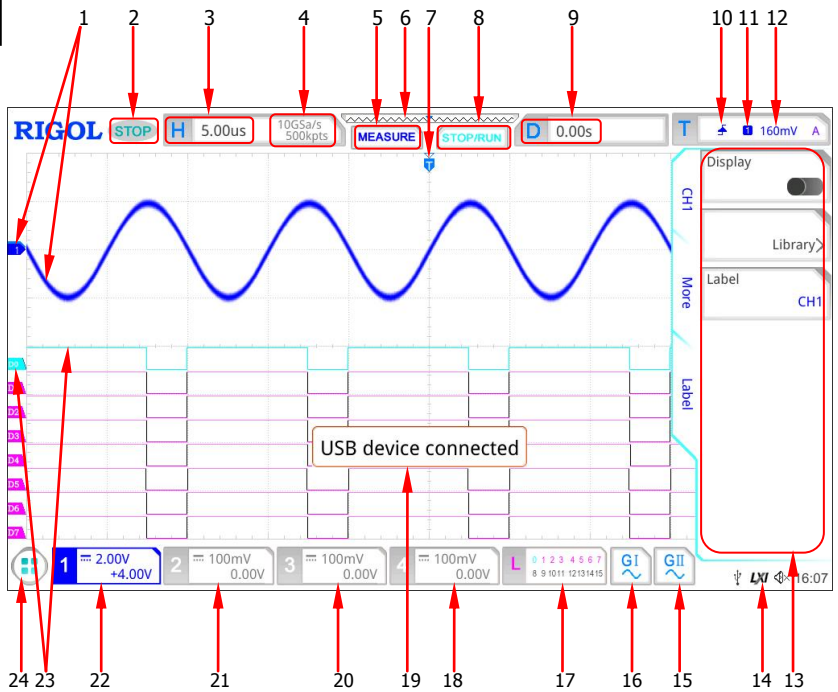 1 2 3 4 5 6 7 8 9 10 11 12
RIGOL STOP H 5.00us 10GSa/s 500kpts MEASURE STOP/RUN D 0.00s T 1 160mV A
T
1
CH1
More
Label
Display
Library
Label
CH1
D0
D2
D3
D4
D5
D6
D7
USB device connected
1 2.00V +4.00V
2 100mV 0.00V
3 100mV 0.00V
4 100mV 0.00V
L 0 1 2 3 4 5 6 7
8 9 10 11 12 13 14 15
GI
GII
LXI 16:07
24 23 22 21 20 19 18 17 16 15 14 13